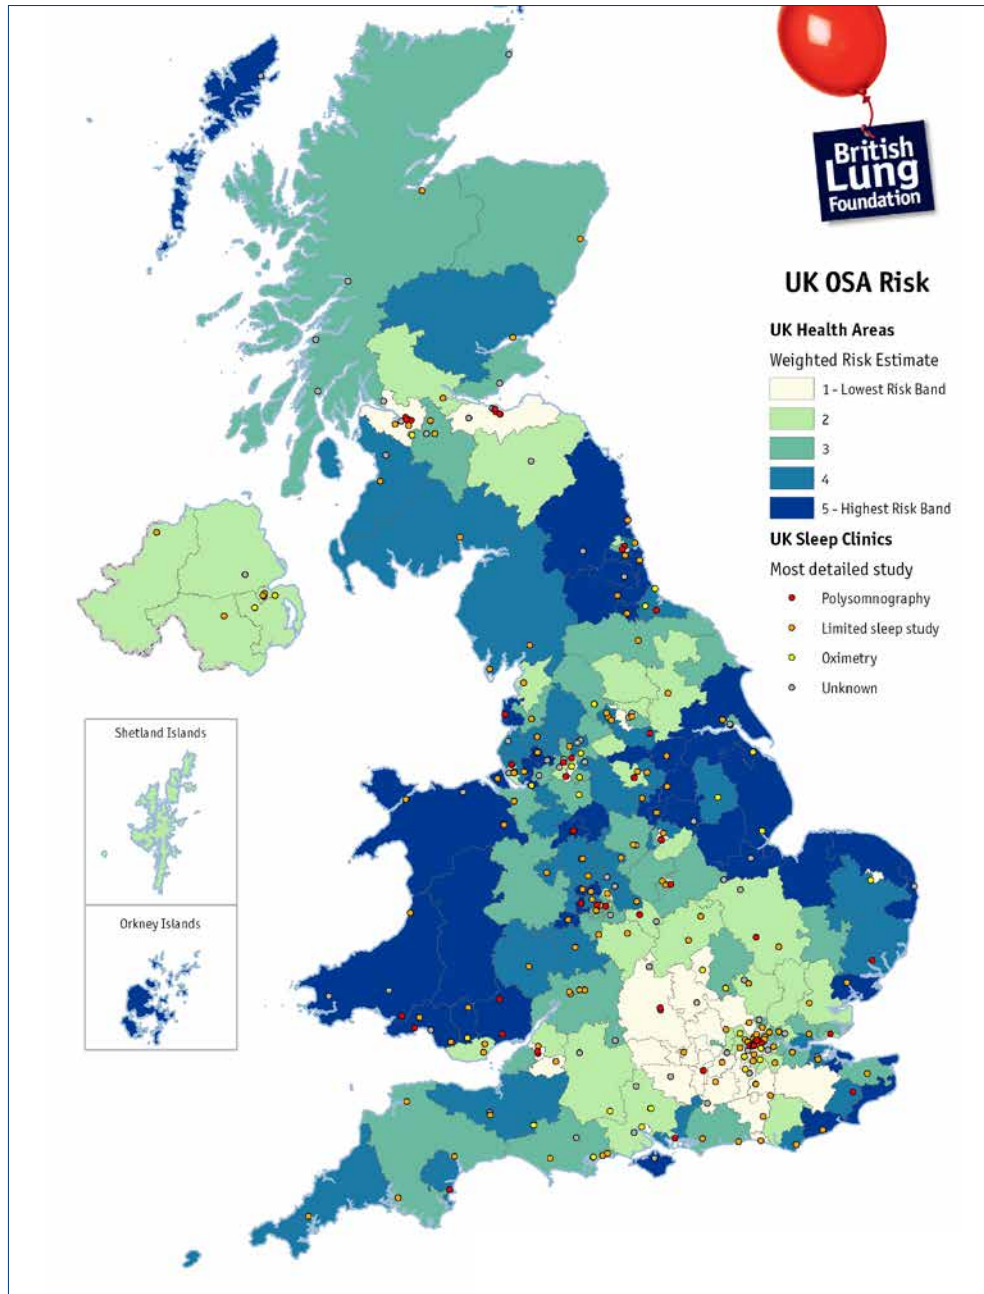 British
Lung
Foundation
UK OSA Risk
UK Health Areas
Weighted Risk Estimate
1 - Lowest Risk Band
2
3
4
5 - Highest Risk Band
UK Sleep Clinics
Most detailed study
Polysomnography
Limited sleep study
Oximetry
Unknown
Shetland Islands
Orkney Islands